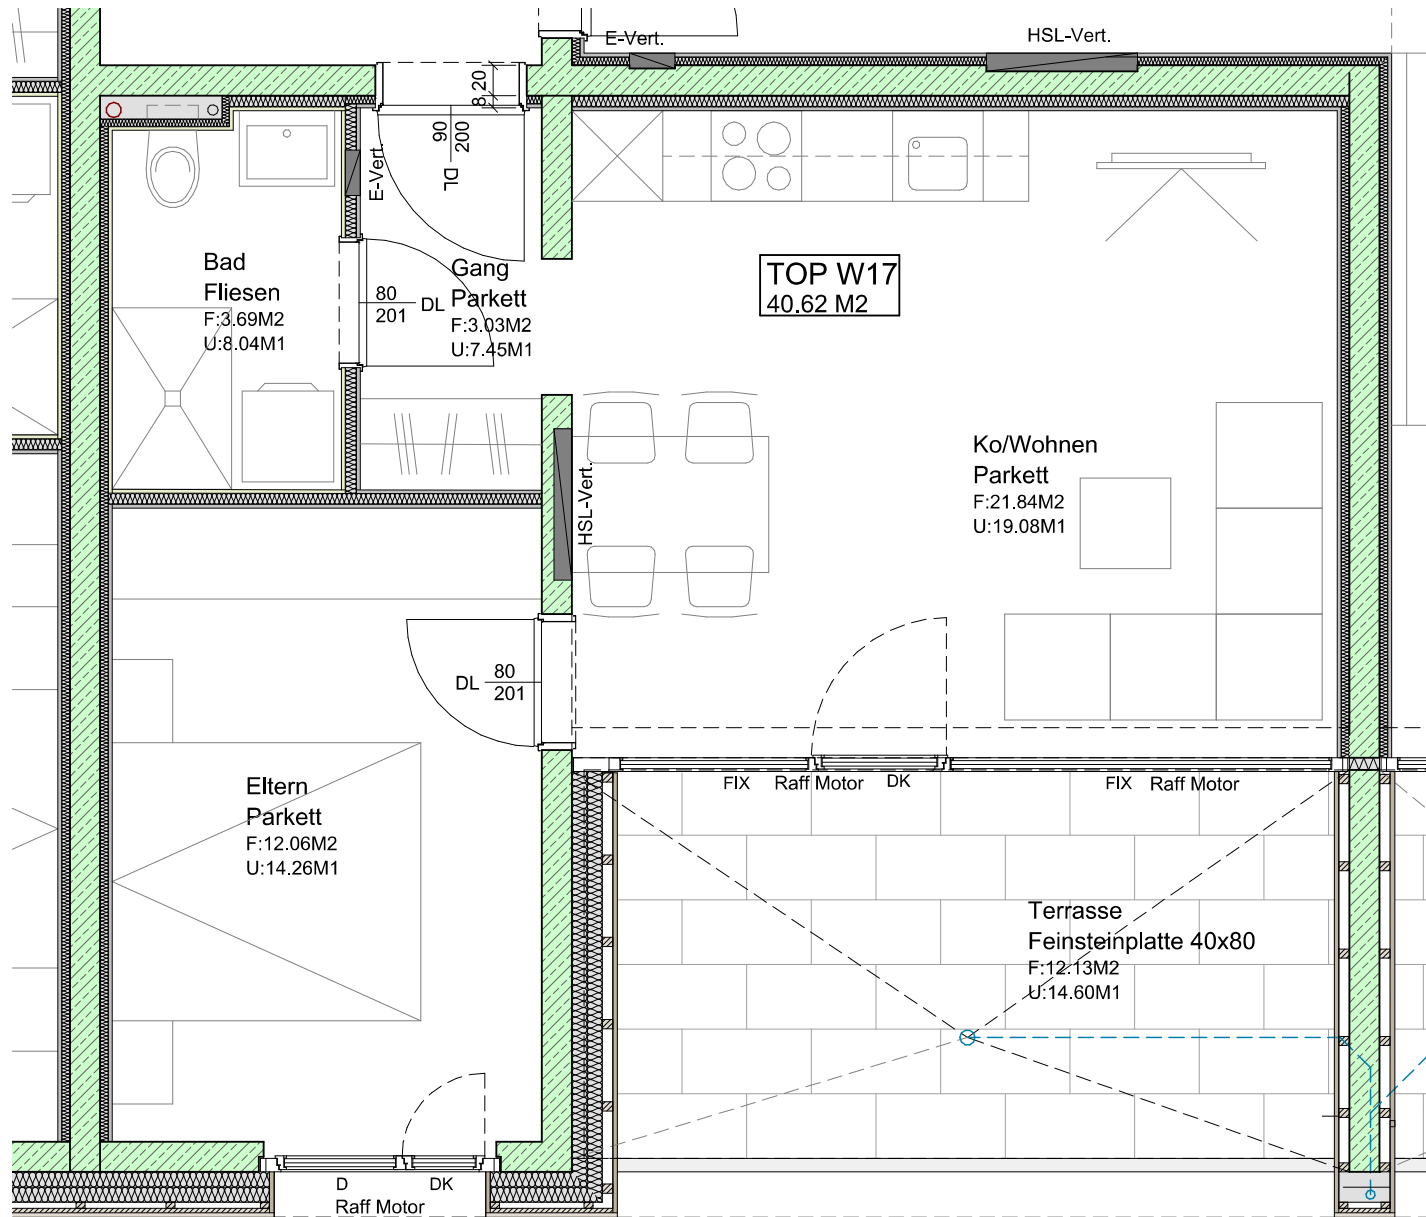 E-Vert.
HSL-Vert.
20
8
90
200
DL
E-Vert.
Bad
Fliesen
F:3.69M2
U:8.04M1
80
201
DL
Gang
Parkett
F:3.03M2
U:7.45M1
TOP W17
40.62 M2
HSL-Vert.
Ko/Wohnen
Parkett
F:21.84M2
U:19.08M1
DL
80
201
Eltern
Parkett
F:12.06M2
U:14.26M1
FIX Raff Motor DK
FIX Raff Motor
Terrasse
Feinsteinplatte 40x80
F:12.13M2
U:14.60M1
D DK
Raff Motor